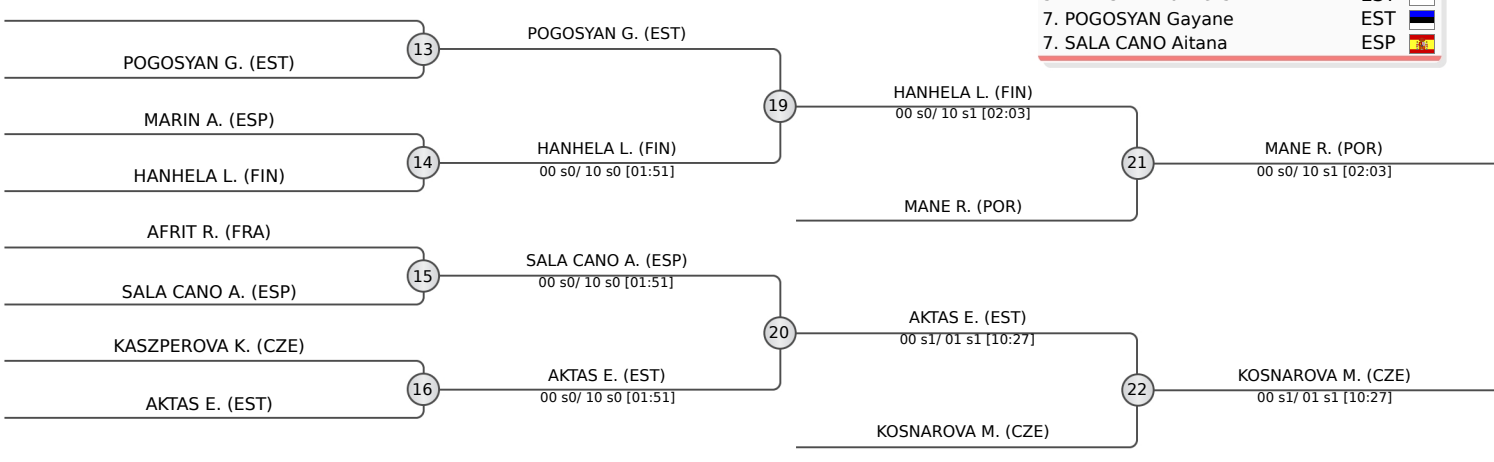 7. POGOSYAN Gayane EST
7. SALA CANO Aitana ESP
POGOSYAN G. (EST)
13
POGOSYAN G. (EST)
MARIN A. (ESP)
14
HANHELA L. (FIN)
HANHELA L. (FIN)
00 s0/ 10 s0 [01:51]
19
HANHELA L. (FIN)
00 s0/ 10 s1 [02:03]
21
MANE R. (POR)
MANE R. (POR)
00 s0/ 10 s1 [02:03]
AFRIT R. (FRA)
15
SALA CANO A. (ESP)
SALA CANO A. (ESP)
00 s0/ 10 s0 [01:51]
KASZPEROVA K. (CZE)
16
AKTAS E. (EST)
AKTAS E. (EST)
00 s0/ 10 s0 [01:51]
20
AKTAS E. (EST)
00 s1/ 01 s1 [10:27]
22
KOSNAROVA M. (CZE)
KOSNAROVA M. (CZE)
00 s1/ 01 s1 [10:27]